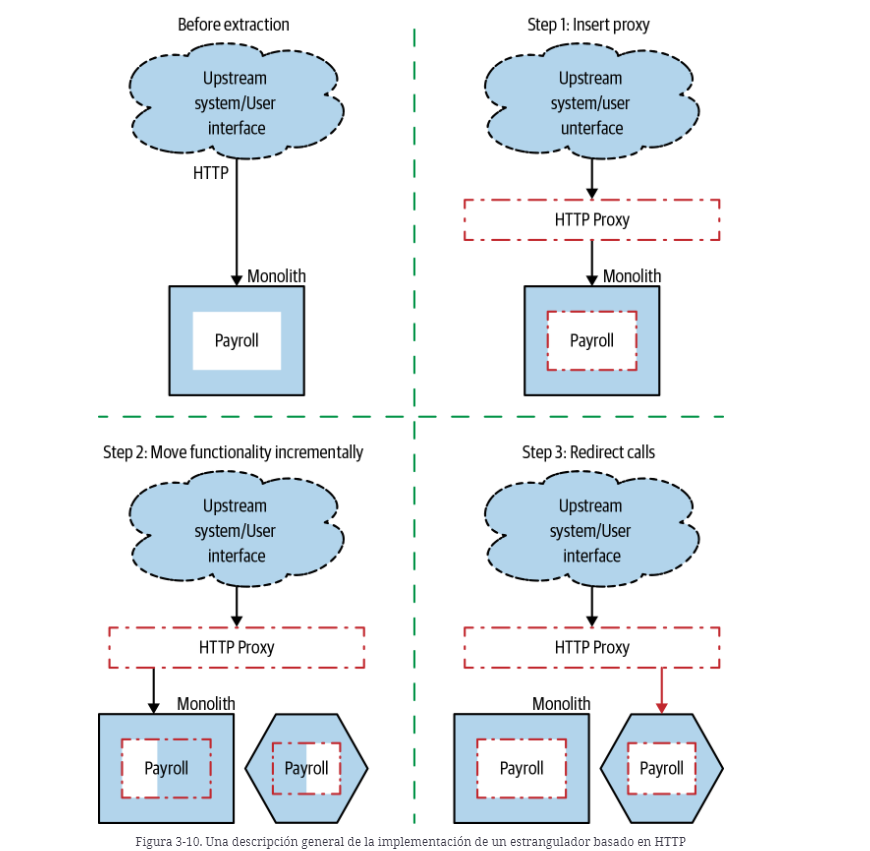 Before extraction
Upstream
system/User
interface
HTTP
Monolith
Payroll
Step 1: Insert proxy
Upstream
system/user
unterface
HTTP Proxy
Monolith
Payroll
Step 2: Move functionality incrementally
Upstream
system/User
interface
HTTP Proxy
Monolith
Payroll
Payroll
Step 3: Redirect calls
Upstream
system/User
interface
HTTP Proxy
Monolith
Payroll
Payroll
Figura 3-10. Una descripción general de la implementación de un estrangulador basado en HTTP